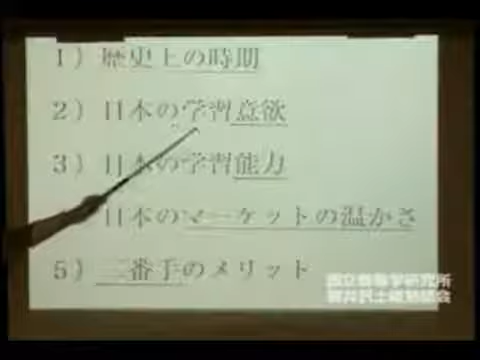 1）歴史上の時期
2）日本の学習意欲
3）日本の学習能力
日本のマーケットの温かさ
5）二番手のメリット